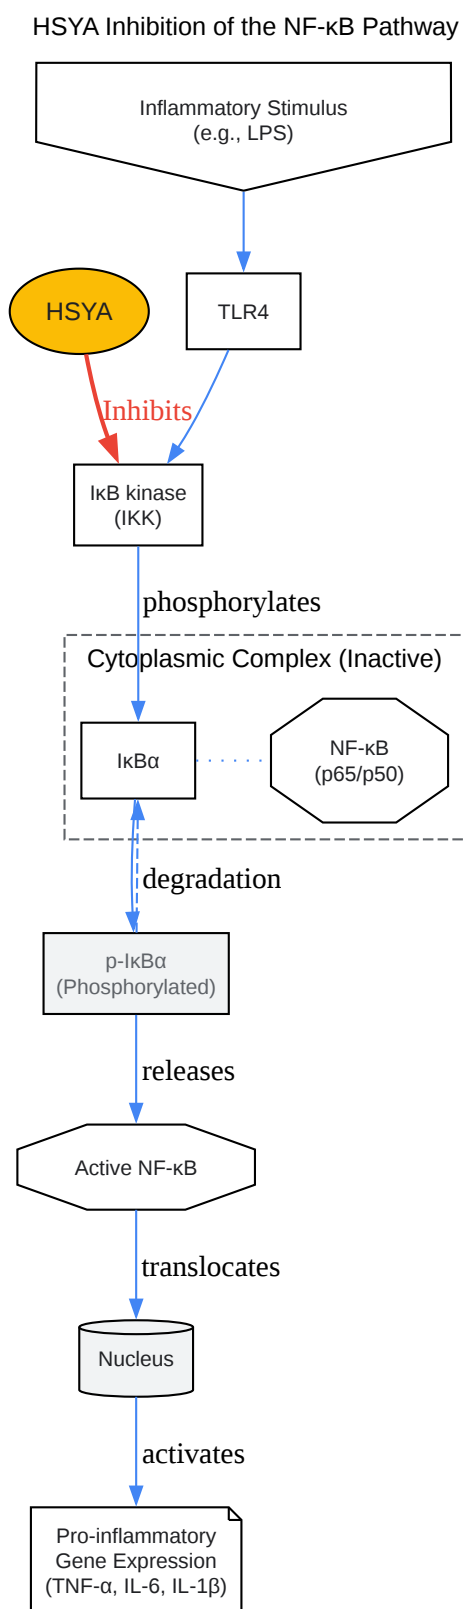 HSYA Inhibition of the NF-κB Pathway
Inflammatory Stimulus
(e.g., LPS)
HSYA
TLR4
Inhibits
IκB kinase
(IKK)
phosphorylates
Cytoplasmic Complex (Inactive)
IκBα
NF-κB
(p65/p50)
degradation
p-IκBα
(Phosphorylated)
releases
Active NF-κB
translocates
Nucleus
activates
Pro-inflammatory
Gene Expression
(TNF-α, IL-6, IL-1β)